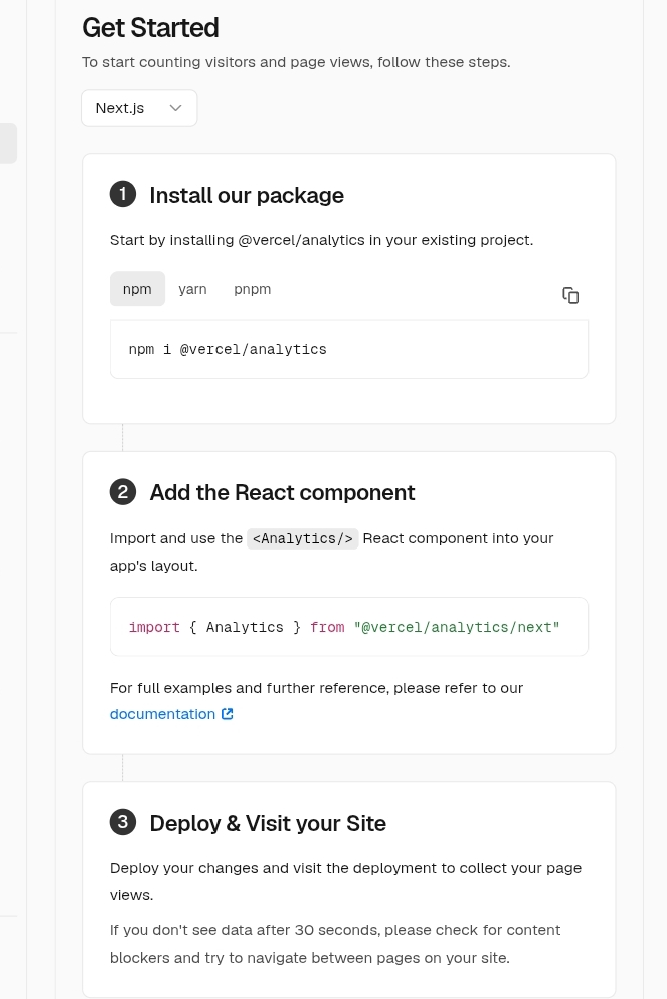 Get Started
To start counting visitors and page views, follow these steps.
Next.js
1 Install our package
Start by installing @vercel/analytics in your existing project.
npm yarn pnpm
npm i @vercel/analytics
2 Add the React component
Import and use the <Analytics/> React component into your
app's layout.
import { Analytics } from "@vercel/analytics/next"
For full examples and further reference, please refer to our
documentation
3 Deploy & Visit your Site
Deploy your changes and visit the deployment to collect your page
views.
If you don't see data after 30 seconds, please check for content
blockers and try to navigate between pages on your site.